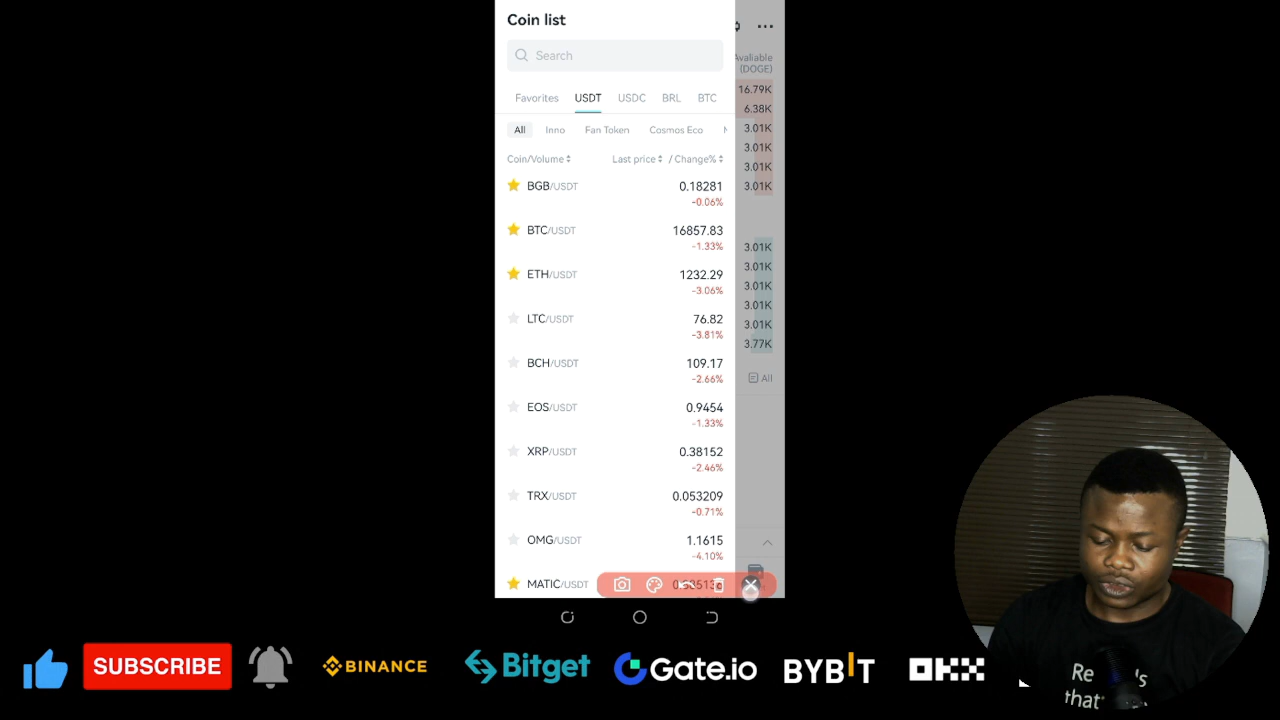 Coin list
Search
Favorites USDT USDC BRL BTC
All Inno Fan Token Cosmos Eco
Coin/Volume Last price / Change%
BGB/USDT 0.18281
-0.06%
BTC/USDT 16857.83
-1.33%
ETH/USDT 1232.29
-3.06%
LTC/USDT 76.82
-3.81%
BCH/USDT 109.17
-2.66%
EOS/USDT 0.9454
-1.33%
XRP/USDT 0.38152
-2.46%
TRX/USDT 0.053209
-0.71%
OMG/USDT 1.1615
-4.10%
MATIC/USDT
Avaliable
(DOGE)
16.79K
6.38K
3.01K
3.01K
3.01K
3.01K
3.01K
3.01K
3.01K
3.01K
3.01K
3.77K
All
SUBSCRIBE BINANCE Bitget Gate.io BYBIT OKX